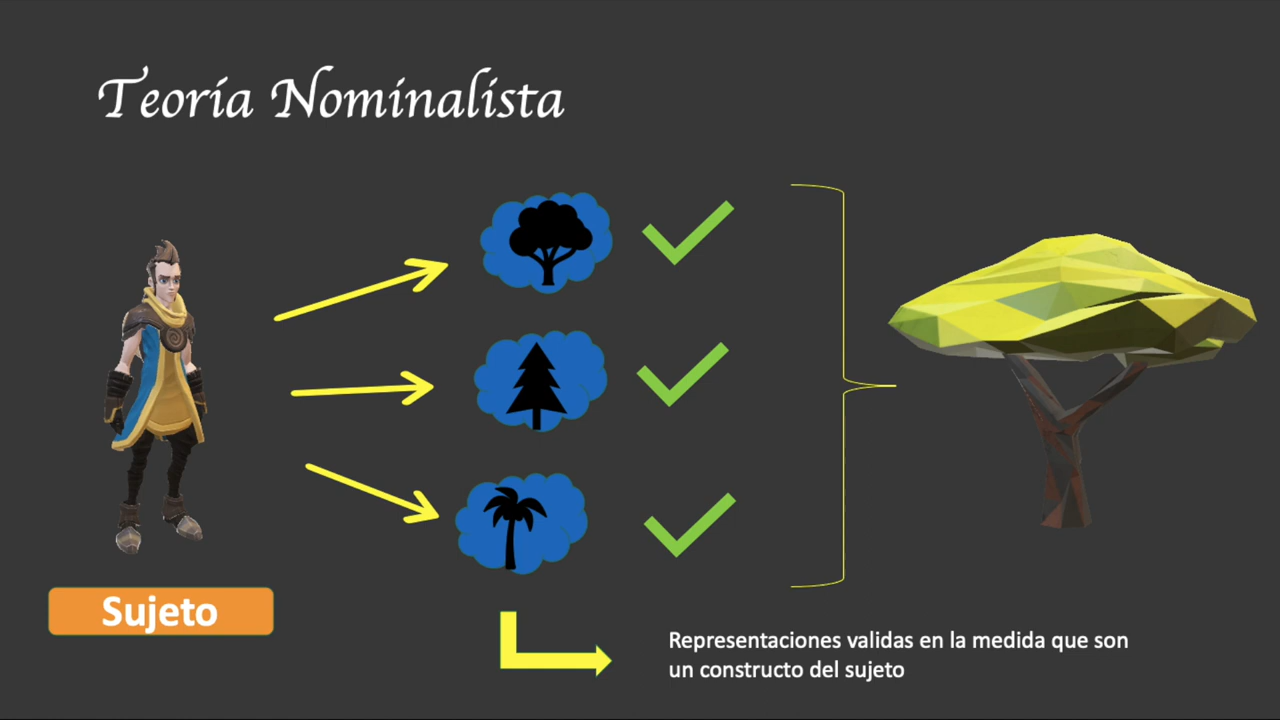 Teoría Nominalista
Sujeto
Representaciones validas en la medida que son
un constructo del sujeto